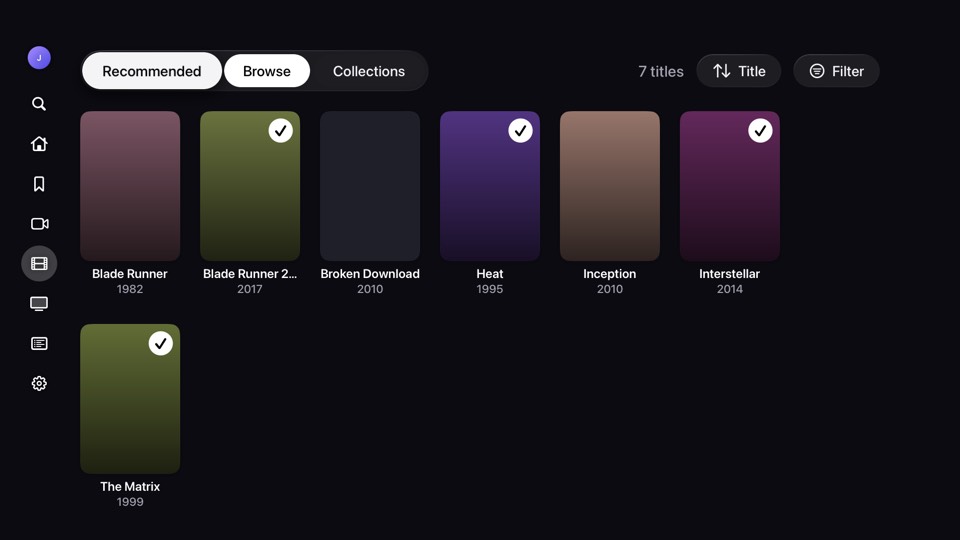 J
Recommended
Browse
Collections
7 titles
Title
Filter
Blade Runner
1982
Blade Runner 2...
2017
Broken Download
2010
Heat
1995
Inception
2010
Interstellar
2014
The Matrix
1999